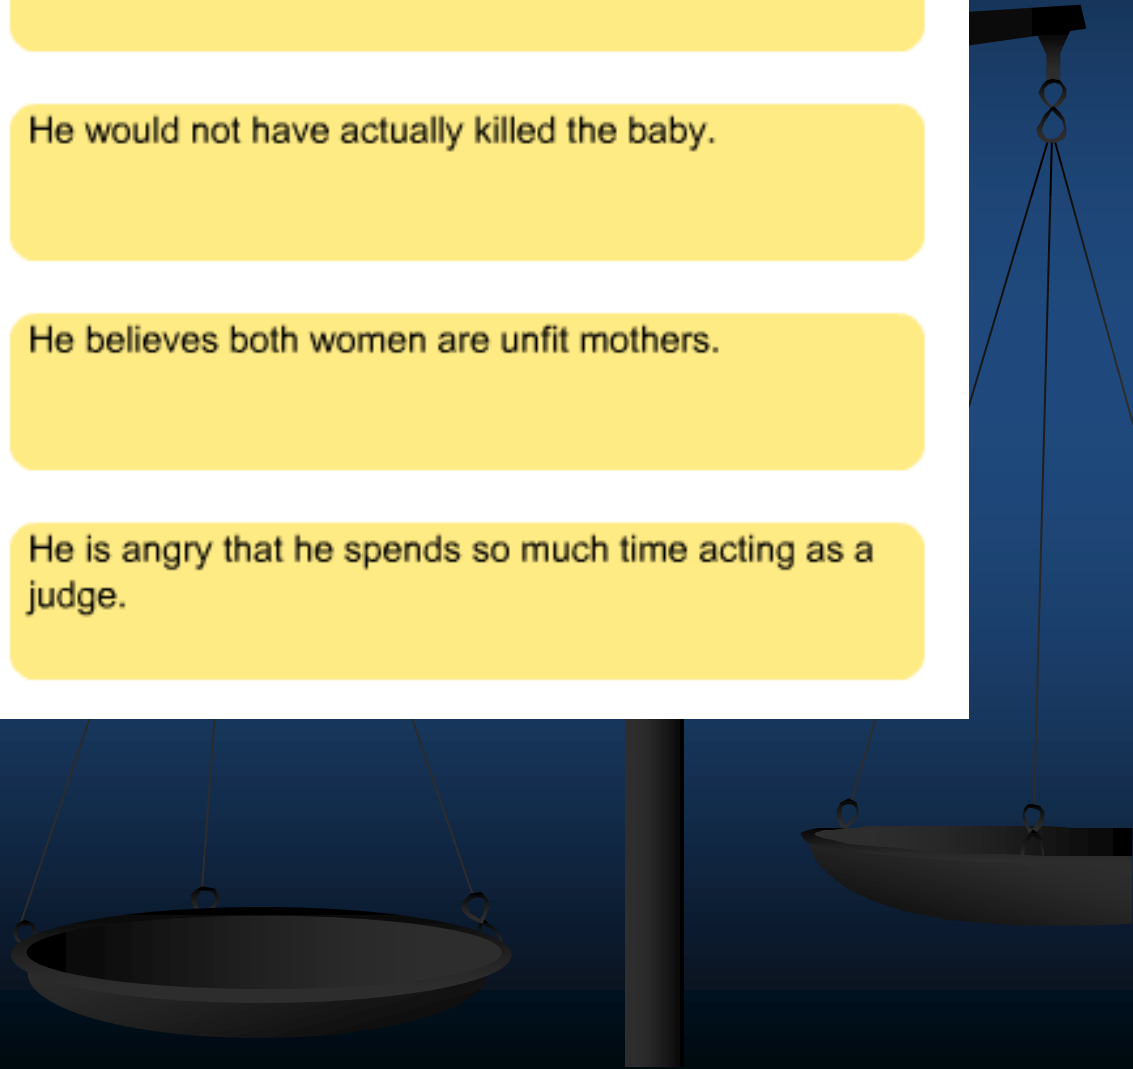 He would not have actually killed the baby.
He believes both women are unfit mothers.
He is angry that he spends so much time acting as a
judge.